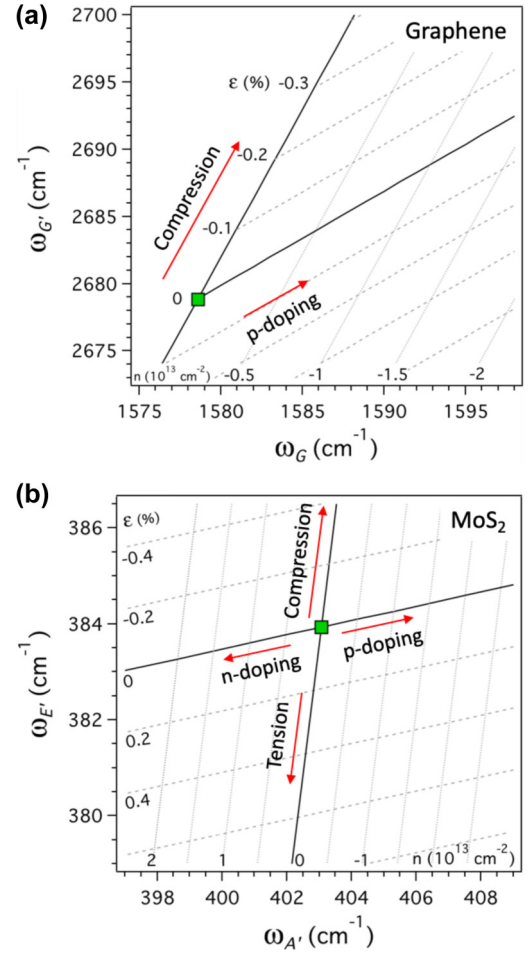 (a)
2700
2695
2690
2685
2680
2675
ω_G' (cm⁻¹)
Graphene
ε (%)
-0.3
-0.2
-0.1
0
Compression
p-doping
n (10¹³ cm⁻²)
-0.5
-1
-1.5
-2
1575
1580
1585
1590
1595
ω_G (cm⁻¹)
(b)
386
384
382
380
ω_E' (cm⁻¹)
MoS₂
ε (%)
-0.4
-0.2
0
0.2
0.4
Compression
n-doping
p-doping
Tension
2
1
0
-1
n (10¹³ cm⁻²)
398
400
402
404
406
408
ω_A' (cm⁻¹)